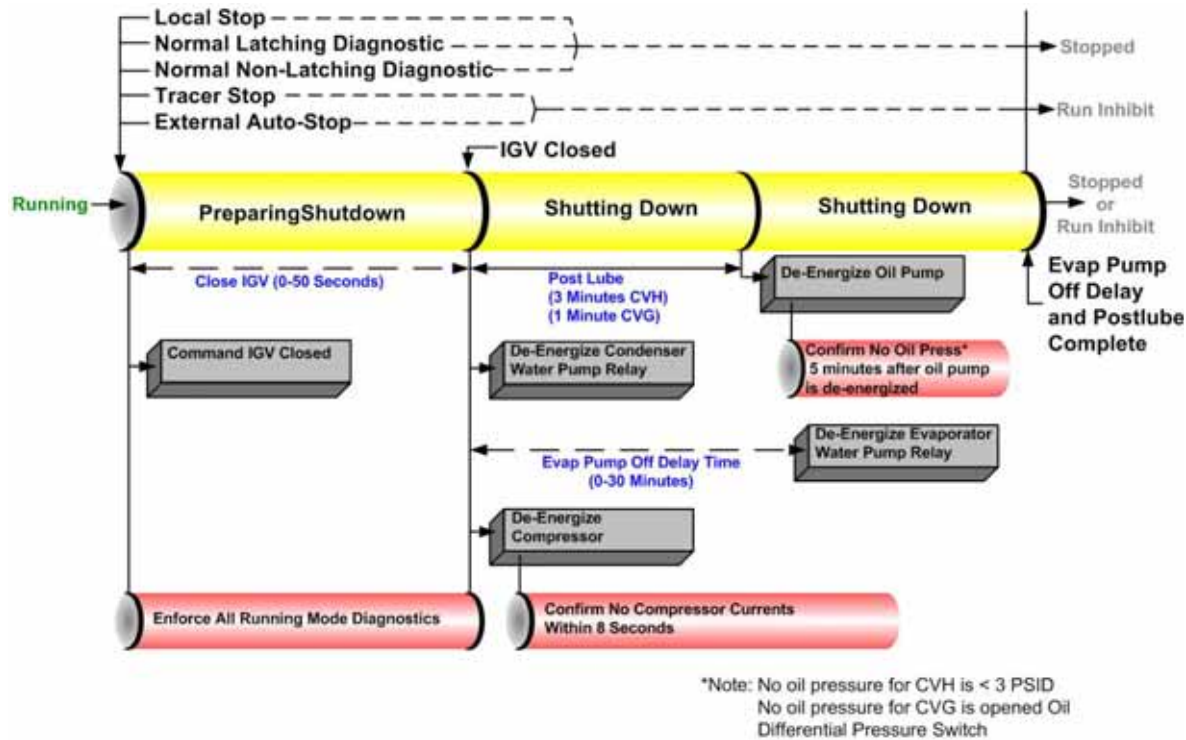 Local Stop
Normal Latching Diagnostic
Normal Non-Latching Diagnostic
Stopped
Tracer Stop
External Auto-Stop
Run Inhibit
IGV Closed
Running
PreparingShutdown
Shutting Down
Shutting Down
Stopped
or
Run Inhibit
Close IGV (0-50 Seconds)
Post Lube
(3 Minutes CVH)
(1 Minute CVG)
De-Energize Oil Pump
Evap Pump
Off Delay
and Postlube
Complete
Command IGV Closed
De-Energize Condenser
Water Pump Relay
Confirm No Oil Press*
5 minutes after oil pump
is de-energized
Evap Pump Off Delay Time
(0-30 Minutes)
De-Energize Evaporator
Water Pump Relay
De-Energize
Compressor
Enforce All Running Mode Diagnostics
Confirm No Compressor Currents
Within 8 Seconds
*Note: No oil pressure for CVH is < 3 PSID
No oil pressure for CVG is opened Oil
Differential Pressure Switch